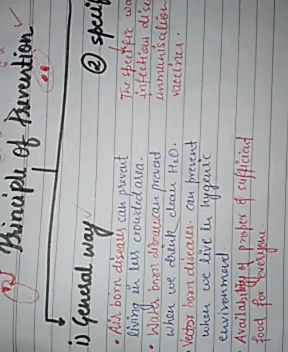 Principle of Prevention
i) General way
② specif
• Air born diseases can prevent
living in less crowded area.
• Water born diseases can prevent
when we drink clean H2O.
• Vector born diseases can prevent
when we live in hygenic
environment.
Availability of proper & sufficient
food for everyone.
The specific wa
infectious dise
immunisation
vaccines.